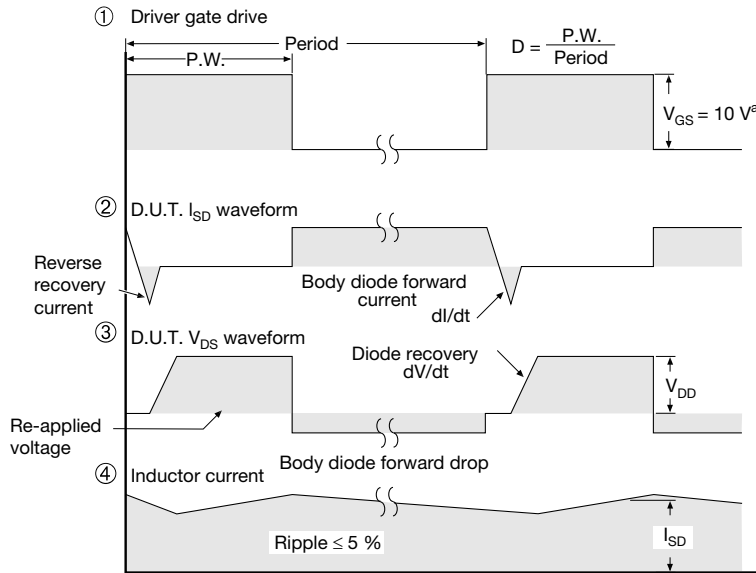 ① Driver gate drive
Period
P.W.
D = P.W. / Period
V_GS = 10 V^a
② D.U.T. I_SD waveform
Reverse
recovery
current
Body diode forward
current
dI/dt
③ D.U.T. V_DS waveform
Diode recovery
dV/dt
V_DD
Re-applied
voltage
Body diode forward drop
④ Inductor current
Ripple ≤ 5 %
I_SD